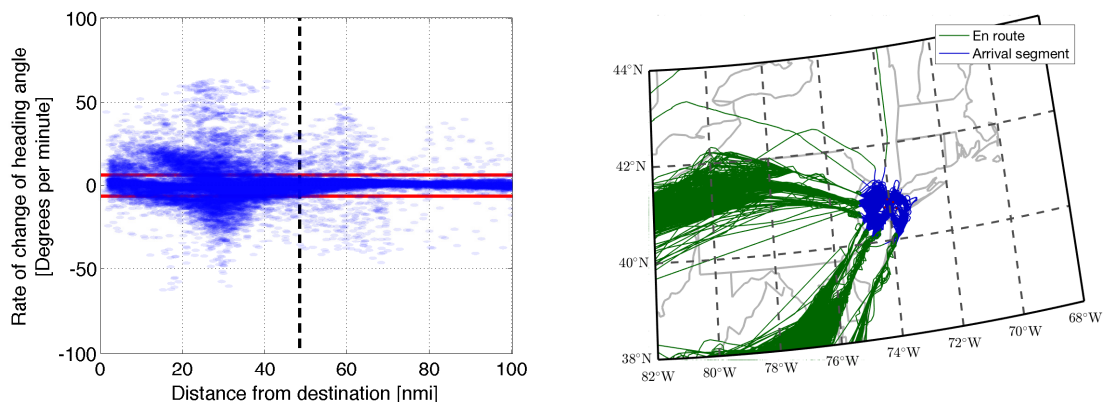 Rate of change of heading angle
[Degrees per minute]
100
50
0
-50
-100
0
20
40
60
80
100
Distance from destination [nmi]
En route
Arrival segment
44°N
42°N
40°N
38°N
82°W
80°W
78°W
76°W
74°W
72°W
70°W
68°W